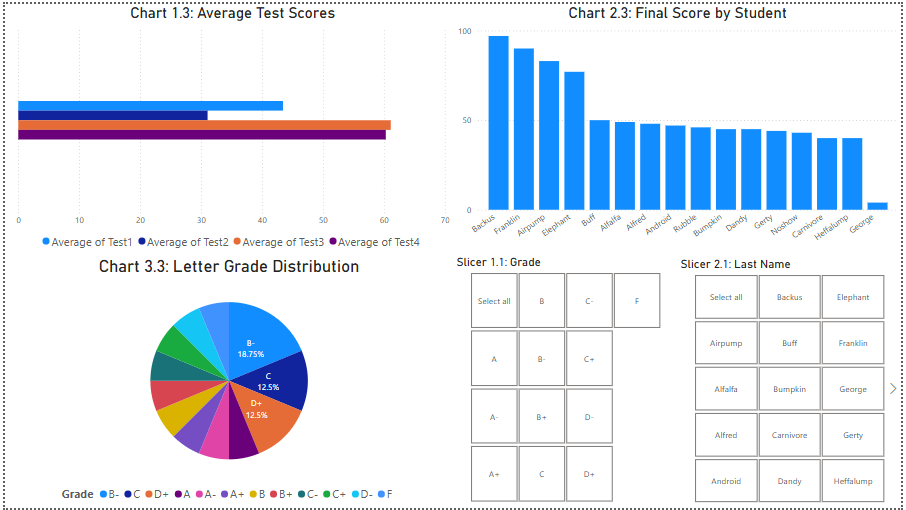 Chart 1.3: Average Test Scores
0 10 20 30 40 50 60 70
Average of Test1 Average of Test2 Average of Test3 Average of Test4
Chart 2.3: Final Score by Student
100
50
0
Backus Franklin Airpump Elephant Buff Alfalfa Alfred Android Rubble Bumpkin Dandy Gerty Noshow Carnivore Heffalump George
Chart 3.3: Letter Grade Distribution
B-
18.75%
C
12.5%
D+
12.5%
Grade B- C D+ A A- A+ B B+ C- C+ D- F
Slicer 1.1: Grade
Select all B C- F
A B- C+
A- B+ D-
A+ C D+
Slicer 2.1: Last Name
Select all Backus Elephant
Airpump Buff Franklin
Alfalfa Bumpkin George
Alfred Carnivore Gerty
Android Dandy Heffalump